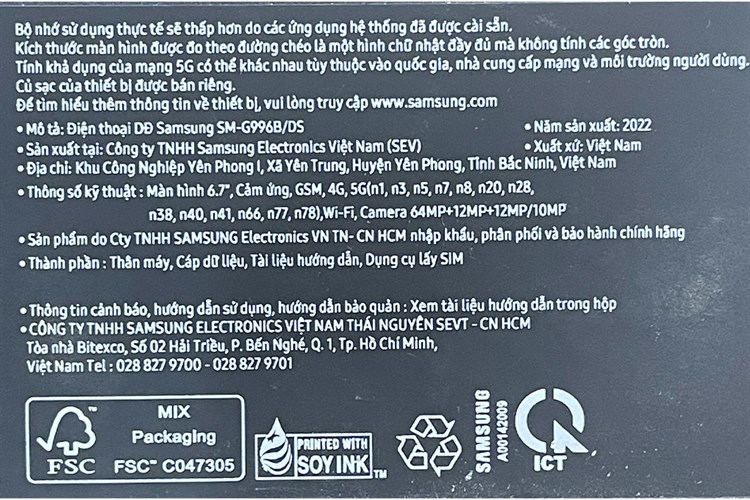 Bộ nhớ sử dụng thực tế sẽ thấp hơn do các ứng dụng hệ thống đã được cài sẵn.
Kích thước màn hình được đo theo đường chéo là một hình chữ nhật đầy đủ mà không tính các góc tròn.
Tính khả dụng của mạng 5G có thể khác nhau tùy thuộc vào quốc gia, nhà cung cấp mạng và môi trường người dùng.
Củ sạc của thiết bị được bán riêng.
Để tìm hiểu thêm thông tin về thiết bị, vui lòng truy cập www.samsung.com
• Mô tả: Điện thoại DĐ Samsung SM-G996B/DS • Năm sản xuất: 2022
• Sản xuất tại: Công ty TNHH Samsung Electronics Việt Nam (SEV) • Xuất xứ: Việt Nam
• Địa chỉ: Khu Công Nghiệp Yên Phong I, Xã Yên Trung, Huyện Yên Phong, Tỉnh Bắc Ninh, Việt Nam
• Thông số kỹ thuật : Màn hình 6.7", Cảm ứng, GSM, 4G, 5G(n1, n3, n5, n7, n8, n20, n28,
n38, n40, n41, n66, n77, n78),Wi-Fi, Camera 64MP+12MP+12MP/10MP
• Sản phẩm do Cty TNHH SAMSUNG Electronics VN TN- CN HCM nhập khẩu, phân phối và bảo hành chính hãng
• Thành phần : Thân máy, Cáp dữ liệu, Tài liệu hướng dẫn, Dụng cụ lấy SIM
• Thông tin cảnh báo, hướng dẫn sử dụng, hướng dẫn bảo quản : Xem tài liệu hướng dẫn trong hộp
• CÔNG TY TNHH SAMSUNG ELECTRONICS VIỆT NAM THÁI NGUYÊN SEVT - CN HCM
Tòa nhà Bitexco, Số 02 Hải Triều, P. Bến Nghé, Q. 1, Tp. Hồ Chí Minh,
Việt Nam Tel : 028 827 9700 - 028 827 9701
FSC™
MIX
Packaging
FSC™ C047305
PRINTED WITH
SOY INK™
SAMSUNG
A00142009
ICT